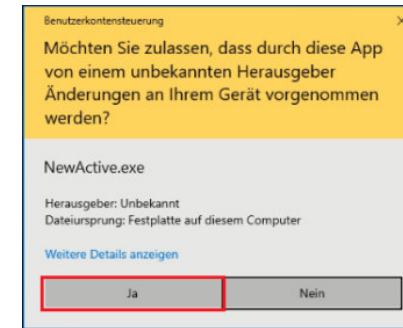 Benutzerkontensteuerung
Möchten Sie zulassen, dass durch diese App
von einem unbekannten Herausgeber
Änderungen an Ihrem Gerät vorgenommen
werden?
NewActive.exe
Herausgeber: Unbekannt
Dateiursprung: Festplatte auf diesem Computer
Weitere Details anzeigen
Ja
Nein